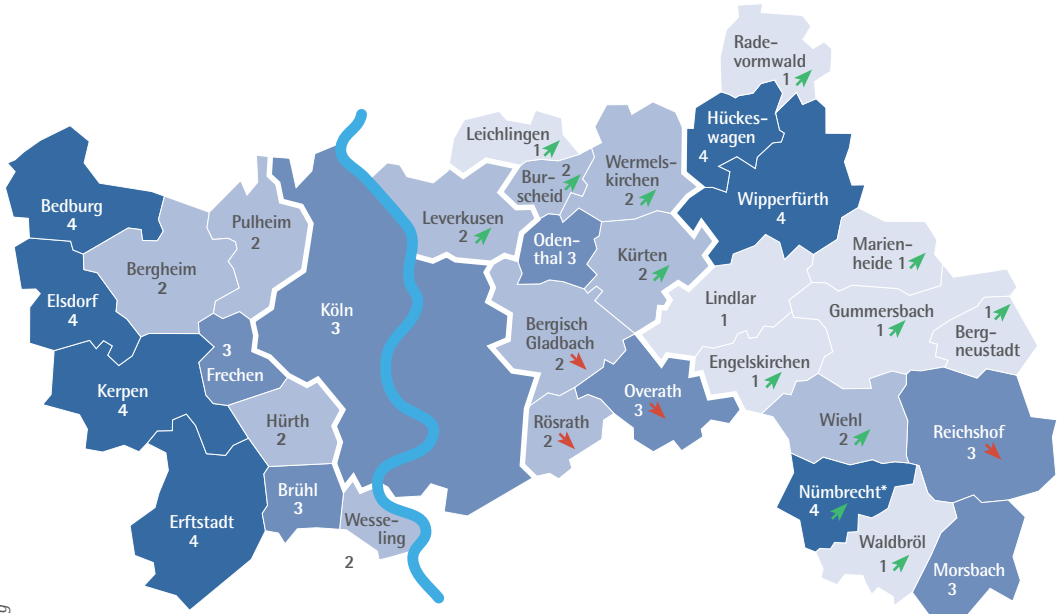 Rade-
vormwald
1
Hückes-
wagen
4
Leichlingen
1
Bur-
scheid
2
Wermels-
kirchen
2
Wipperfürth
4
Bedburg
4
Pulheim
2
Leverkusen
2
Oden-
thal 3
Kürten
2
Marien-
heide 1
Bergheim
2
Elsdorf
4
Köln
3
Lindlar
1
Gummersbach
1
1
Berg-
neustadt
Bergisch
Gladbach
2
3
Frechen
Engelskirchen
1
Kerpen
4
Overath
3
Hürth
2
Rösrath
2
Wiehl
2
Reichshof
3
Brühl
3
Nümbrecht*
4
Erftstadt
4
Wesse-
ling
2
Waldbröl
1
Morsbach
3